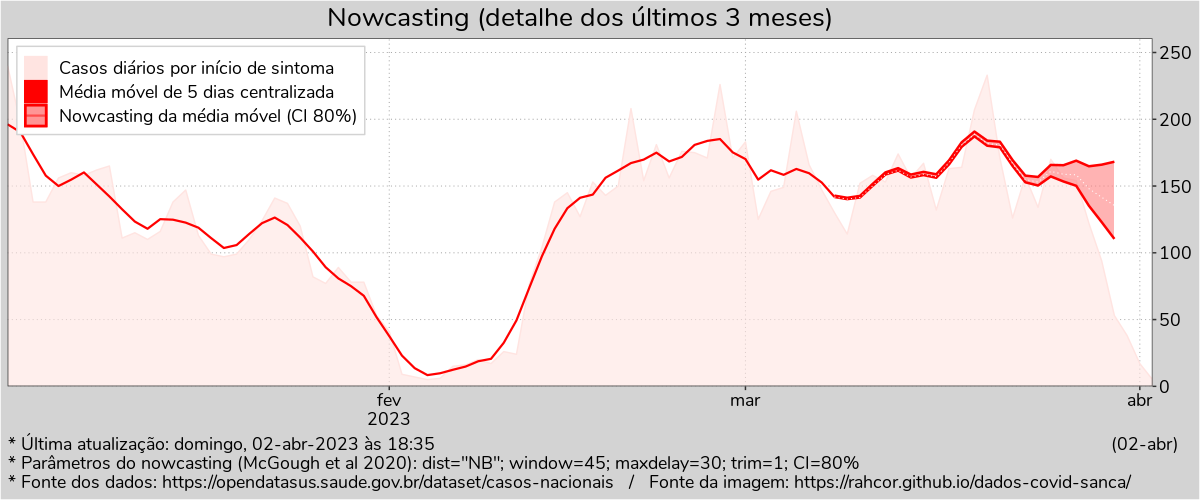 Nowcasting (detalhe dos últimos 3 meses)
Casos diários por início de sintoma
Média móvel de 5 dias centralizada
Nowcasting da média móvel (CI 80%)
250
200
150
100
50
0
fev
2023
mar
abr
* Última atualização: domingo, 02-abr-2023 às 18:35
(02-abr)
* Parâmetros do nowcasting (McGough et al 2020): dist="NB"; window=45; maxdelay=30; trim=1; CI=80%
* Fonte dos dados: https://opendatasus.saude.gov.br/dataset/casos-nacionais / Fonte da imagem: https://rahcor.github.io/dados-covid-sanca/